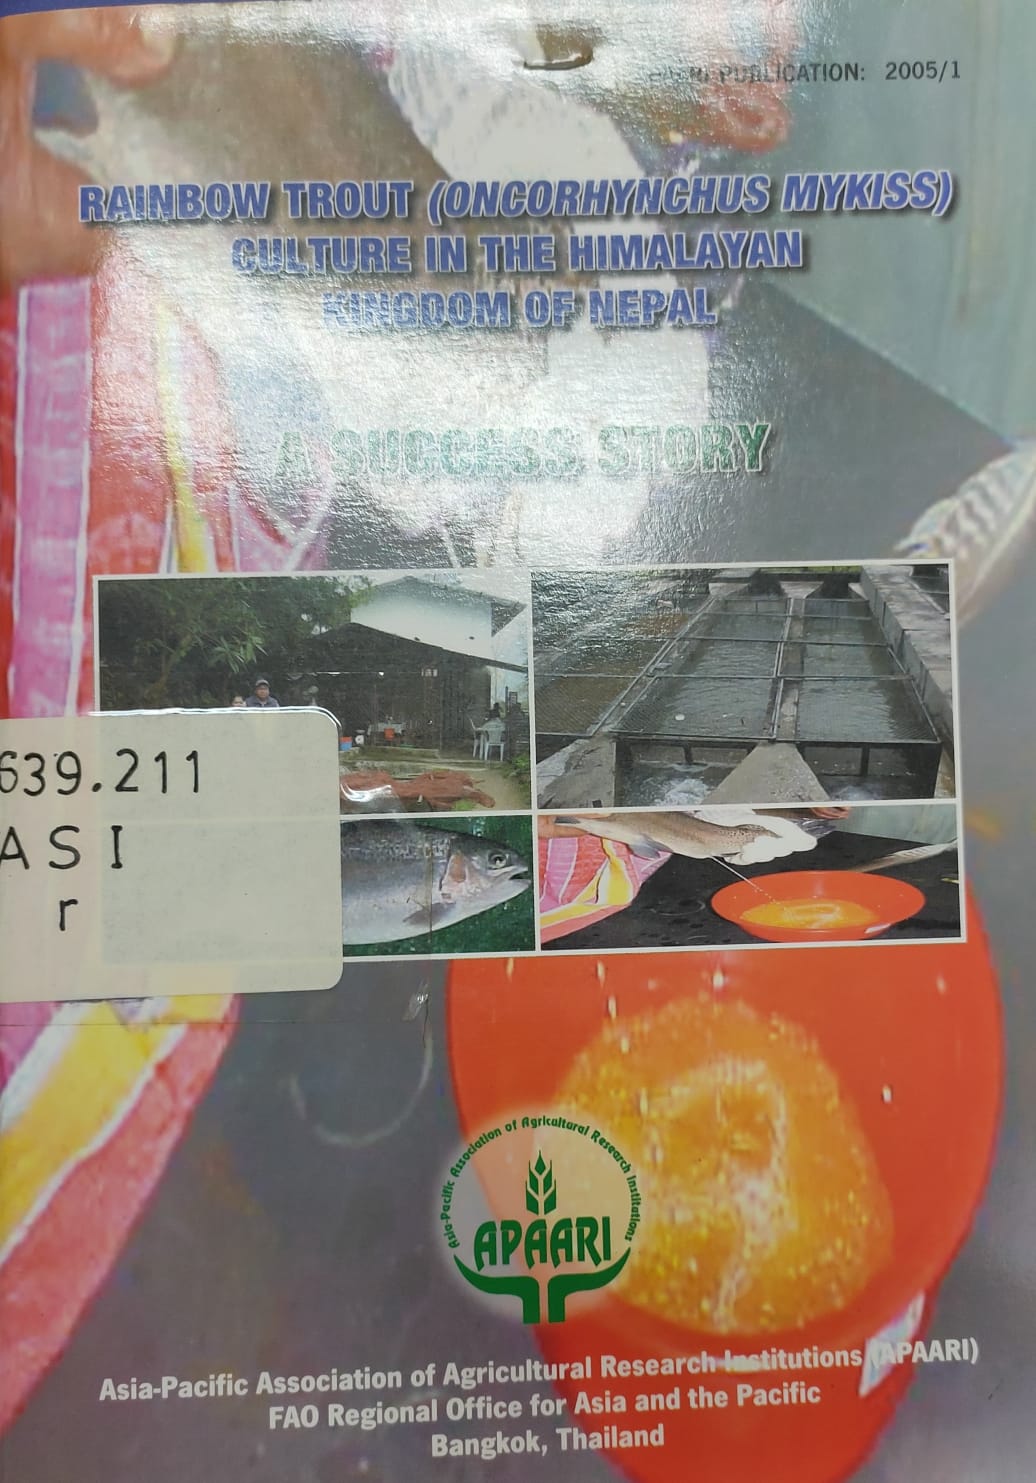 PUBLICATION: 2005/1
RAINBOW TROUT (ONCORHYNCHUS MYKISS)
CULTURE IN THE HIMALAYAN
KINGDOM OF NEPAL
A SUCCESS STORY
639.211
ASI
r
Asia-Pacific Association of Agricultural Research Institutions
APAARI
Asia-Pacific Association of Agricultural Research Institutions (APAARI)
FAO Regional Office for Asia and the Pacific
Bangkok, Thailand